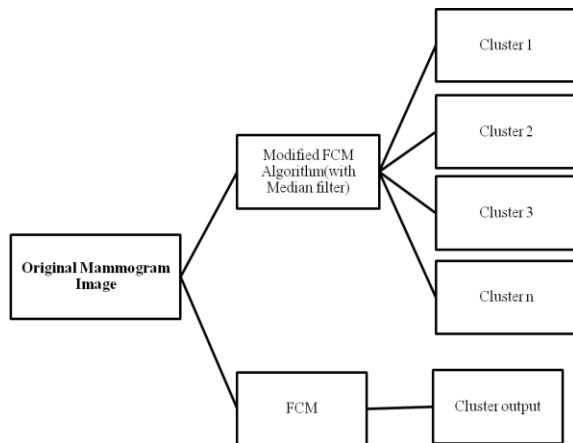 Cluster 1
Cluster 2
Modified FCM
Algorithm(with
Median filter)
Cluster 3
Original Mammogram
Image
Cluster n
FCM
Cluster output